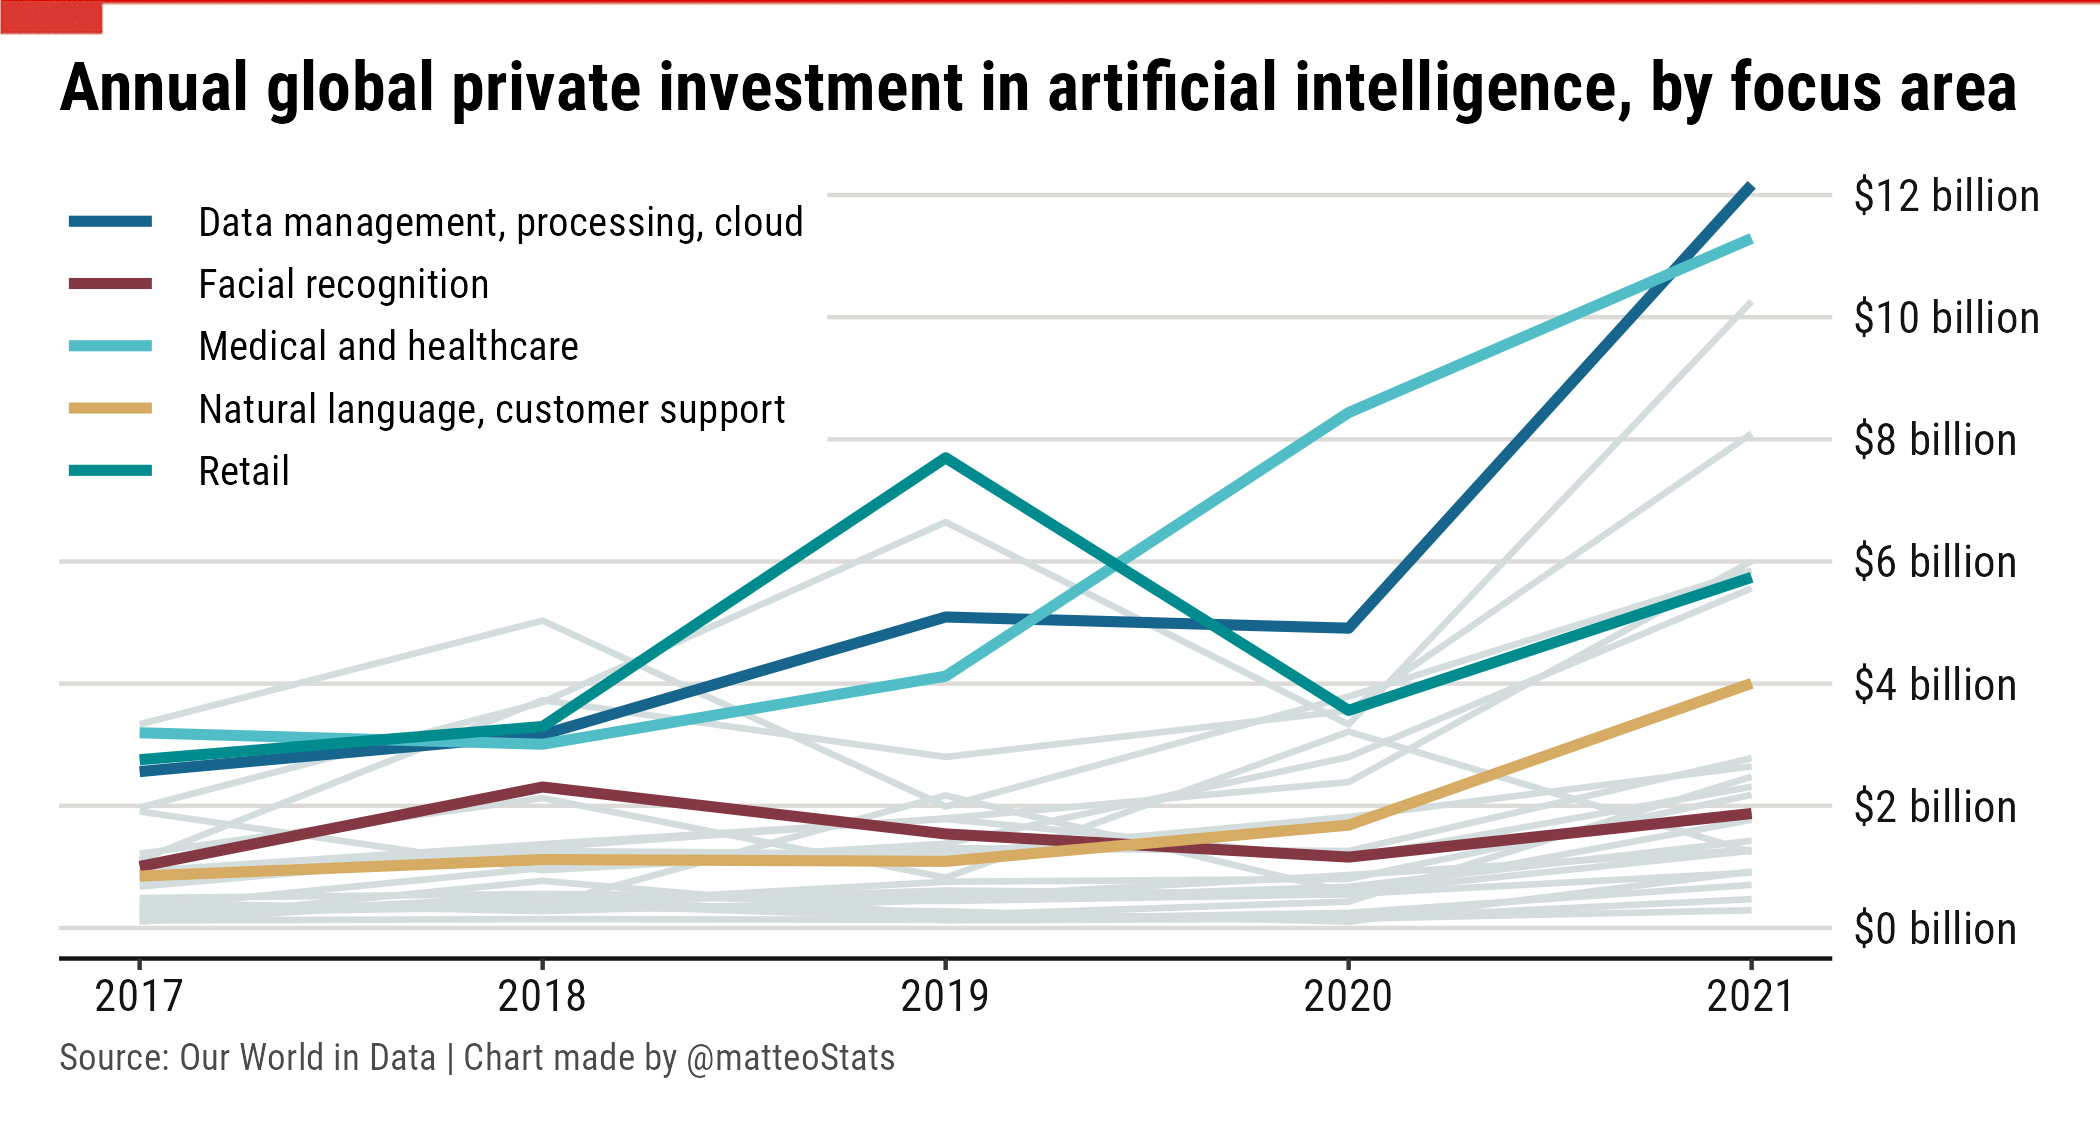 Annual global private investment in artificial intelligence, by focus area
Data management, processing, cloud
Facial recognition
Medical and healthcare
Natural language, customer support
Retail
$12 billion
$10 billion
$8 billion
$6 billion
$4 billion
$2 billion
$0 billion
2017 2018 2019 2020 2021
Source: Our World in Data | Chart made by @matteoStats